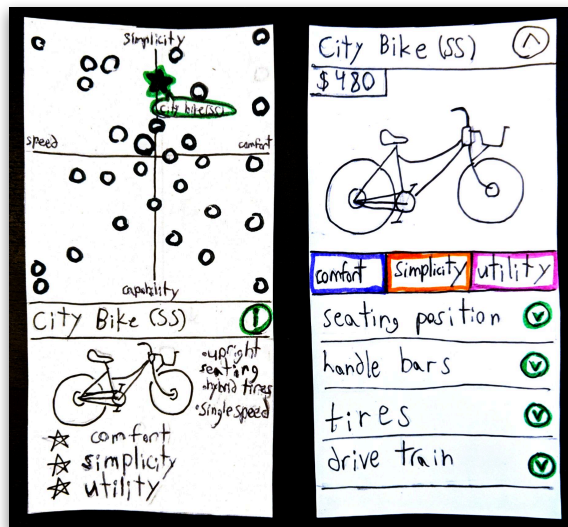 simplicity
city bike(SS)
speed
comfort
capability
City Bike (SS)
•upright
seating
•hybrid tires
•Single speed
comfort
simplicity
utility
City Bike (SS)
$480
comfort
simplicity
utility
seating position
handle bars
tires
drive train